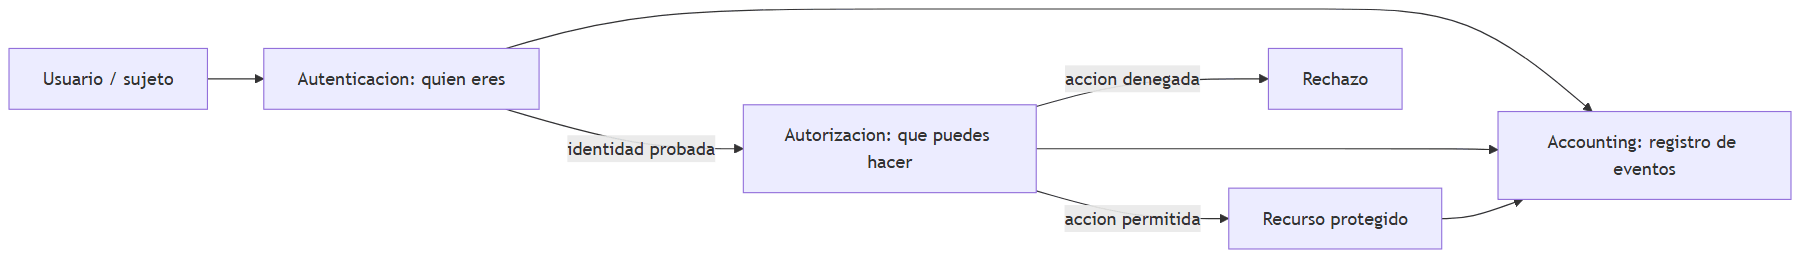 Usuario / sujeto
Autenticacion: quien eres
identidad probada
Autorizacion: que puedes
hacer
accion denegada
Rechazo
accion permitida
Recurso protegido
Accounting: registro de
eventos